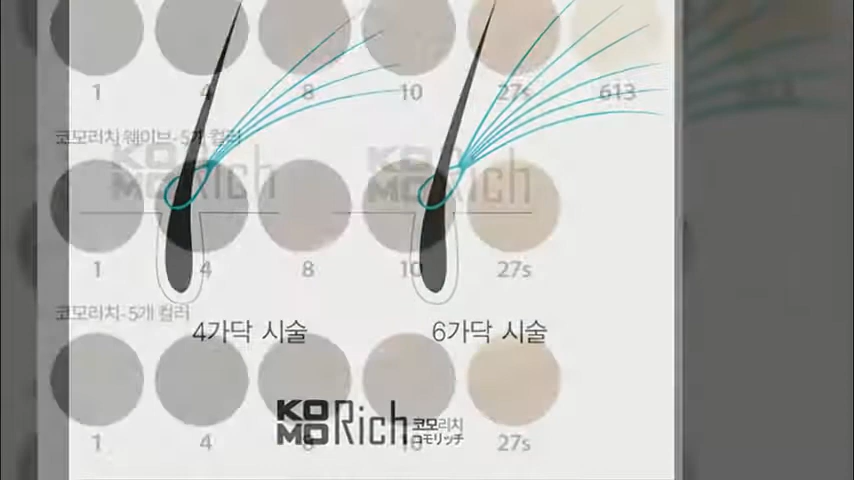 1 4 8 10 27s 613
코모리치 웨이브-5개 컬러
KOMO Rich KOMO Rich
1 4 8 10 27s
코모리치-5개 컬러
4가닥 시술 6가닥 시술
KOMO Rich 코모리치
コモリッチ
1 4 8 10 27s